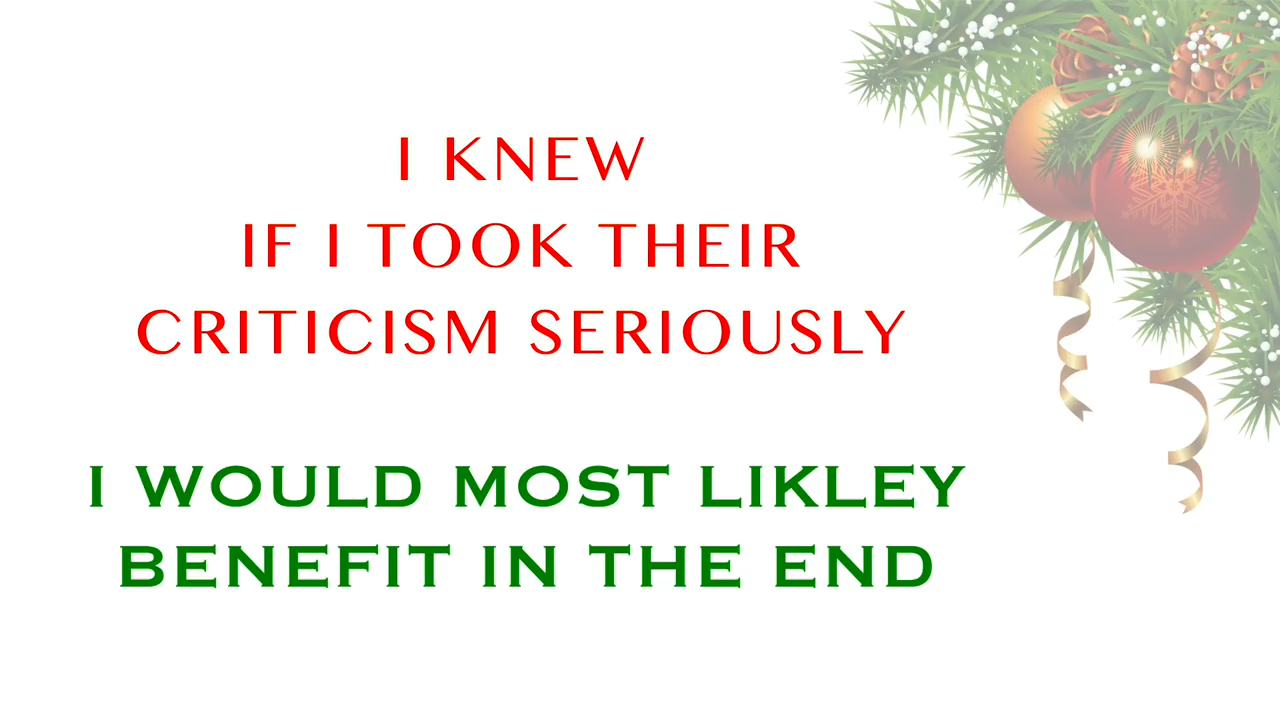 I KNEW
IF I TOOK THEIR
CRITICISM SERIOUSLY
I WOULD MOST LIKLEY
BENEFIT IN THE END